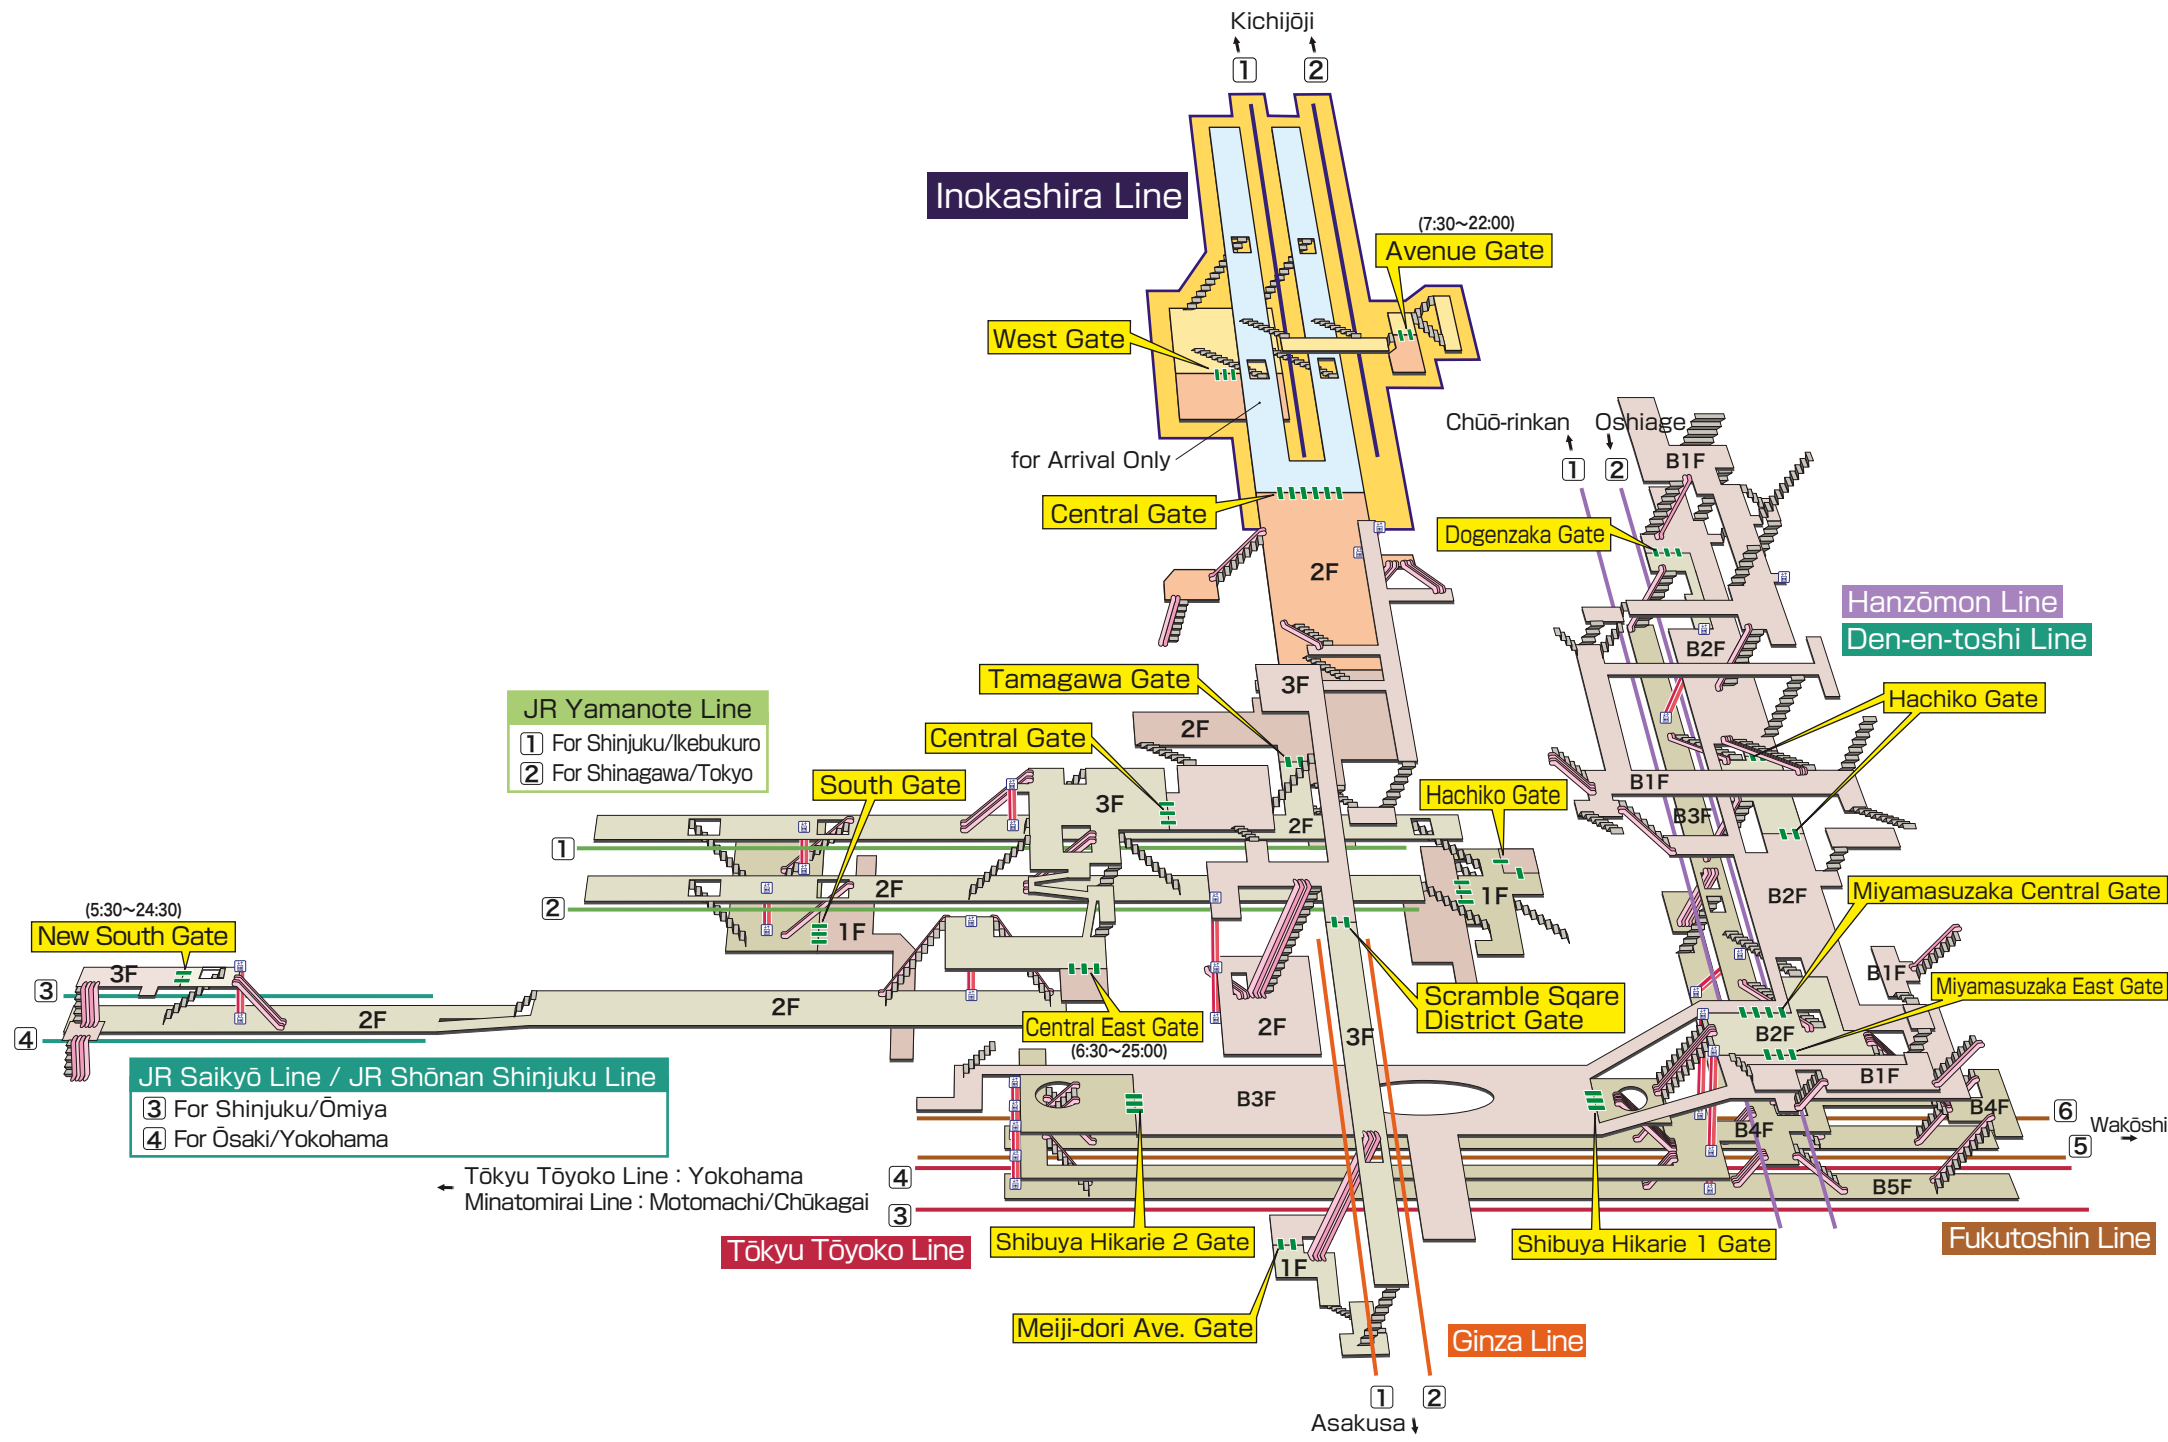 Kichijōji
1 2
Inokashira Line
(7:30～22:00)
Avenue Gate
West Gate
for Arrival Only
Central Gate
2F
Chūō-rinkan
Oshiage
1 2
B1F
Dogenzaka Gate
Hanzōmon Line
Den-en-toshi Line
B2F
Hachiko Gate
B1F
B3F
B2F
Miyamasuzaka Central Gate
B1F
Miyamasuzaka East Gate
B2F
B1F
B4F
B4F
6
5
Wakōshi
B5F
Fukutoshin Line
Tamagawa Gate
3F
2F
Central Gate
3F
2F
JR Yamanote Line
1 For Shinjuku/Ikebukuro
2 For Shinagawa/Tokyo
South Gate
Hachiko Gate
1
2F
2
1F
1F
(5:30～24:30)
New South Gate
3F
3
2F
4
2F
Central East Gate
(6:30～25:00)
2F
3F
Scramble Sqare
District Gate
JR Saikyō Line / JR Shōnan Shinjuku Line
3 For Shinjuku/Ōmiya
4 For Ōsaki/Yokohama
B3F
Tōkyu Tōyoko Line : Yokohama
Minatomirai Line : Motomachi/Chūkagai
4
3
Tōkyu Tōyoko Line
Shibuya Hikarie 2 Gate
Shibuya Hikarie 1 Gate
1F
Meiji-dori Ave. Gate
Ginza Line
1 2
Asakusa